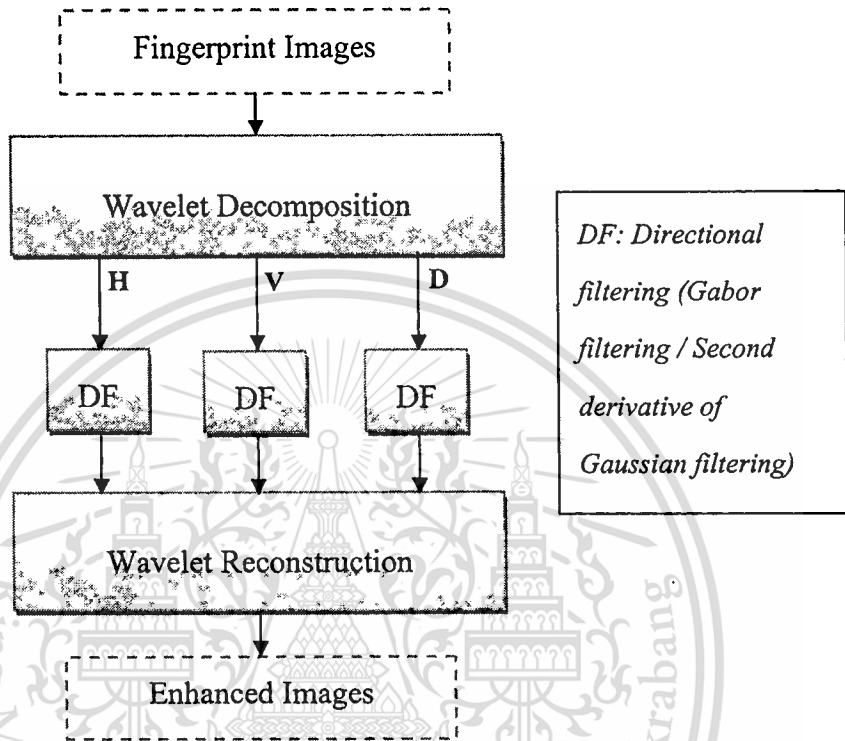 Fingerprint Images
Wavelet Decomposition
H V D
DF DF DF
Wavelet Reconstruction
Enhanced Images
DF: Directional
filtering (Gabor
filtering / Second
derivative of
Gaussian filtering)